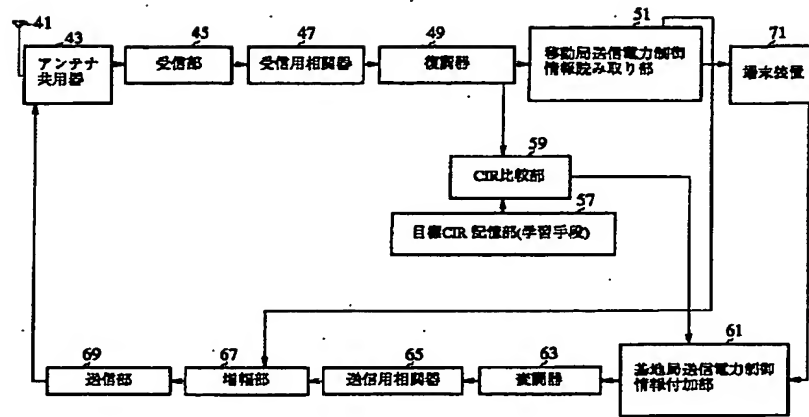 41
43
アンテナ
共用器
45
受信部
47
受信用相関器
49
復調器
51
移動局送信電力制御
情報読み取り部
71
端末装置
59
CIR比較部
57
目標CIR 記憶部(学習手段)
61
基地局送信電力制御
情報付加部
63
変調器
65
送信用相関器
67
増幅部
69
送信部